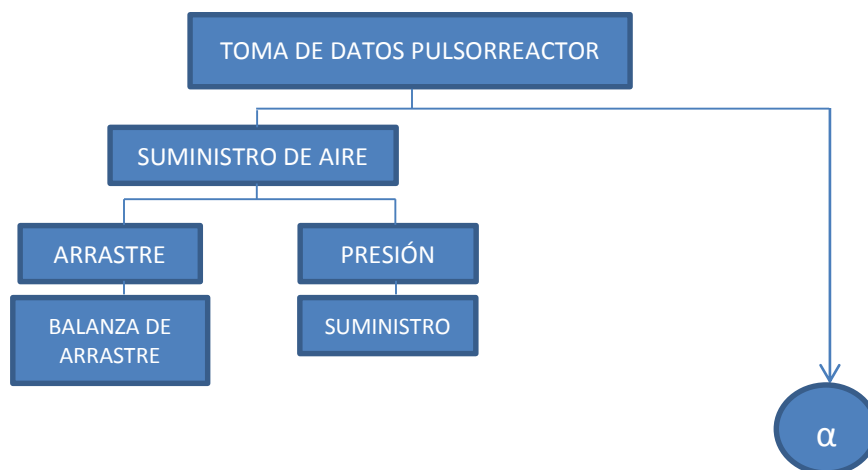 TOMA DE DATOS PULSORREACTOR
SUMINISTRO DE AIRE
ARRASTRE
PRESIÓN
BALANZA DE
ARRASTRE
SUMINISTRO
α